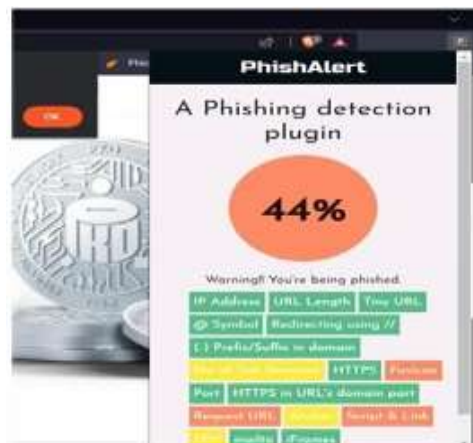 OK
PhishAlert
A Phishing detection
plugin
44%
Warning!! You're being phished.
IP Address URL Length Tiny URL
@ Symbol Redirecting using //
(-) Prefix/Suffix in domain
HTTPS Favicon
Port HTTPS in URL's domain part
Request URL Anchor Script & Link
SFH mailto iFrames